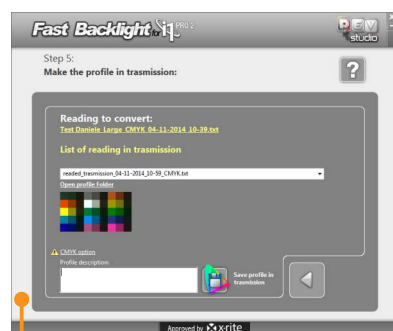 Fast Backlight for i1 PRO 2
REV studio
Step 5:
Make the profile in trasmission:
?
Reading to convert:
Test Daniele Large CMYK 04-11-2014 10-39.txt
List of reading in trasmission
readed_trasmission_04-11-2014_10-59_CMYK.txt
Open profile Folder
CMYK option
Profile description:
Save profile in
trasmission
Approved by x-rite